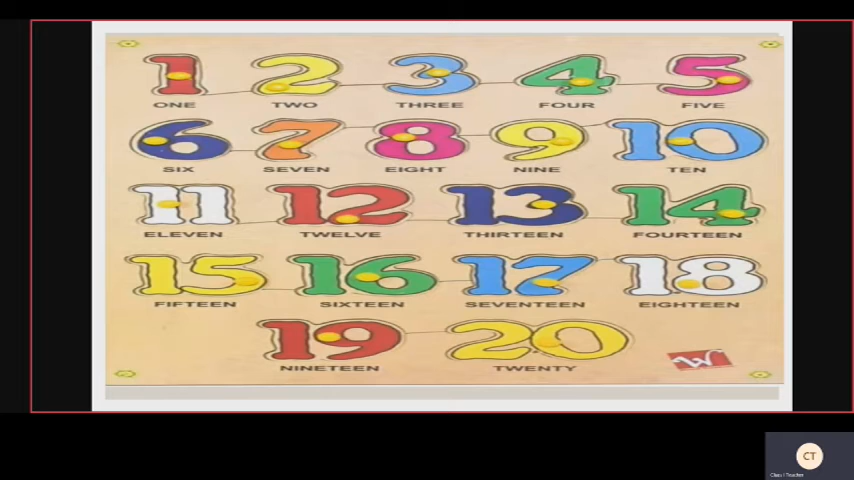 1 2 3 4 5
ONE TWO THREE FOUR FIVE
6 7 8 9 10
SIX SEVEN EIGHT NINE TEN
11 12 13 14
ELEVEN TWELVE THIRTEEN FOURTEEN
15 16 17 18
FIFTEEN SIXTEEN SEVENTEEN EIGHTEEN
19 20
NINETEEN TWENTY
W
CT
Class I Teacher